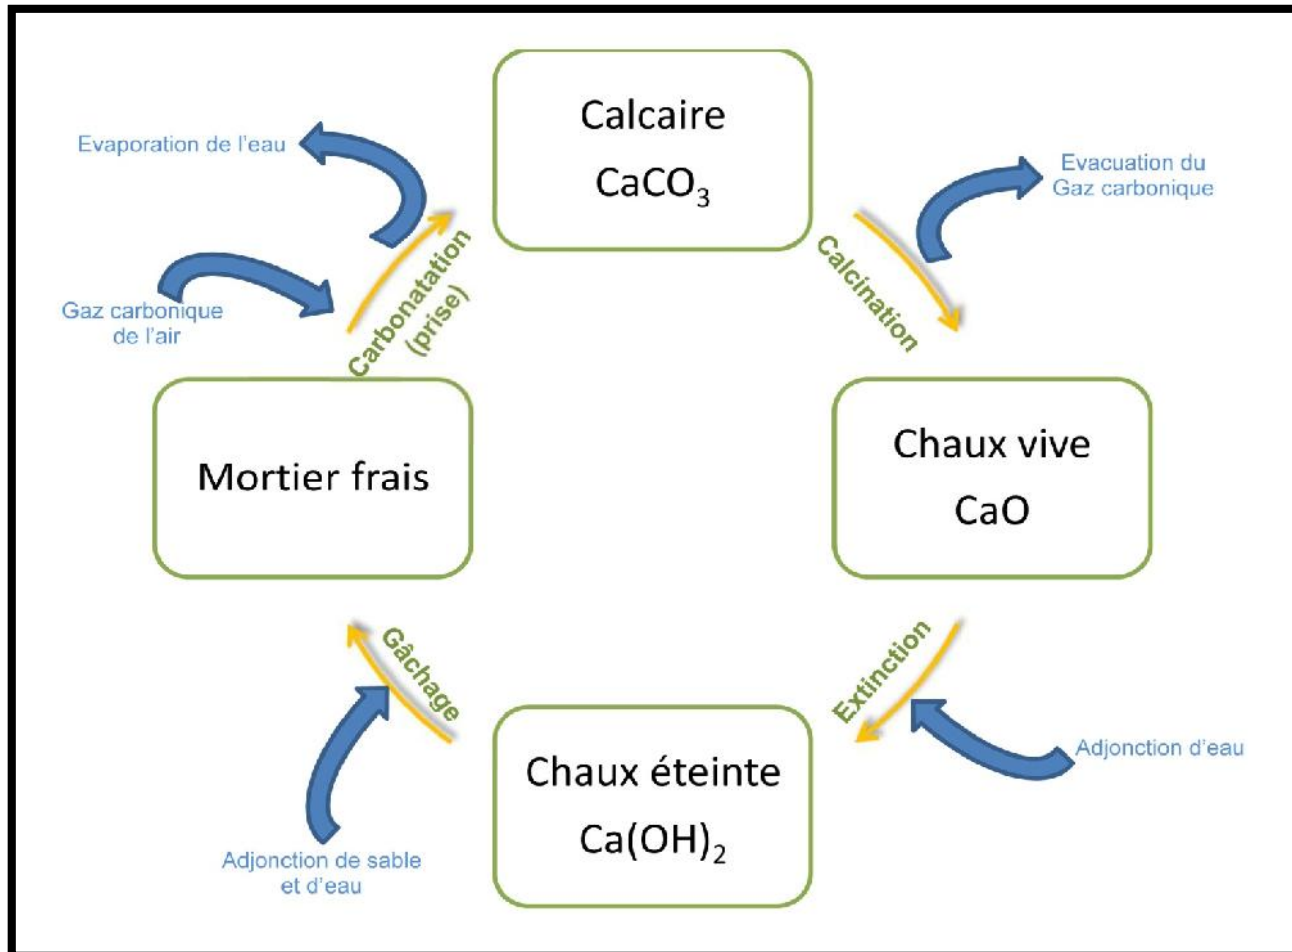 Calcaire
CaCO₃
Evaporation de l'eau
Evacuation du
Gaz carbonique
Carbonatation
(prise)
Calcination
Gaz carbonique
de l'air
Mortier frais
Chaux vive
CaO
Gâchage
Extinction
Chaux éteinte
Ca(OH)₂
Adjonction d'eau
Adjonction de sable
et d'eau